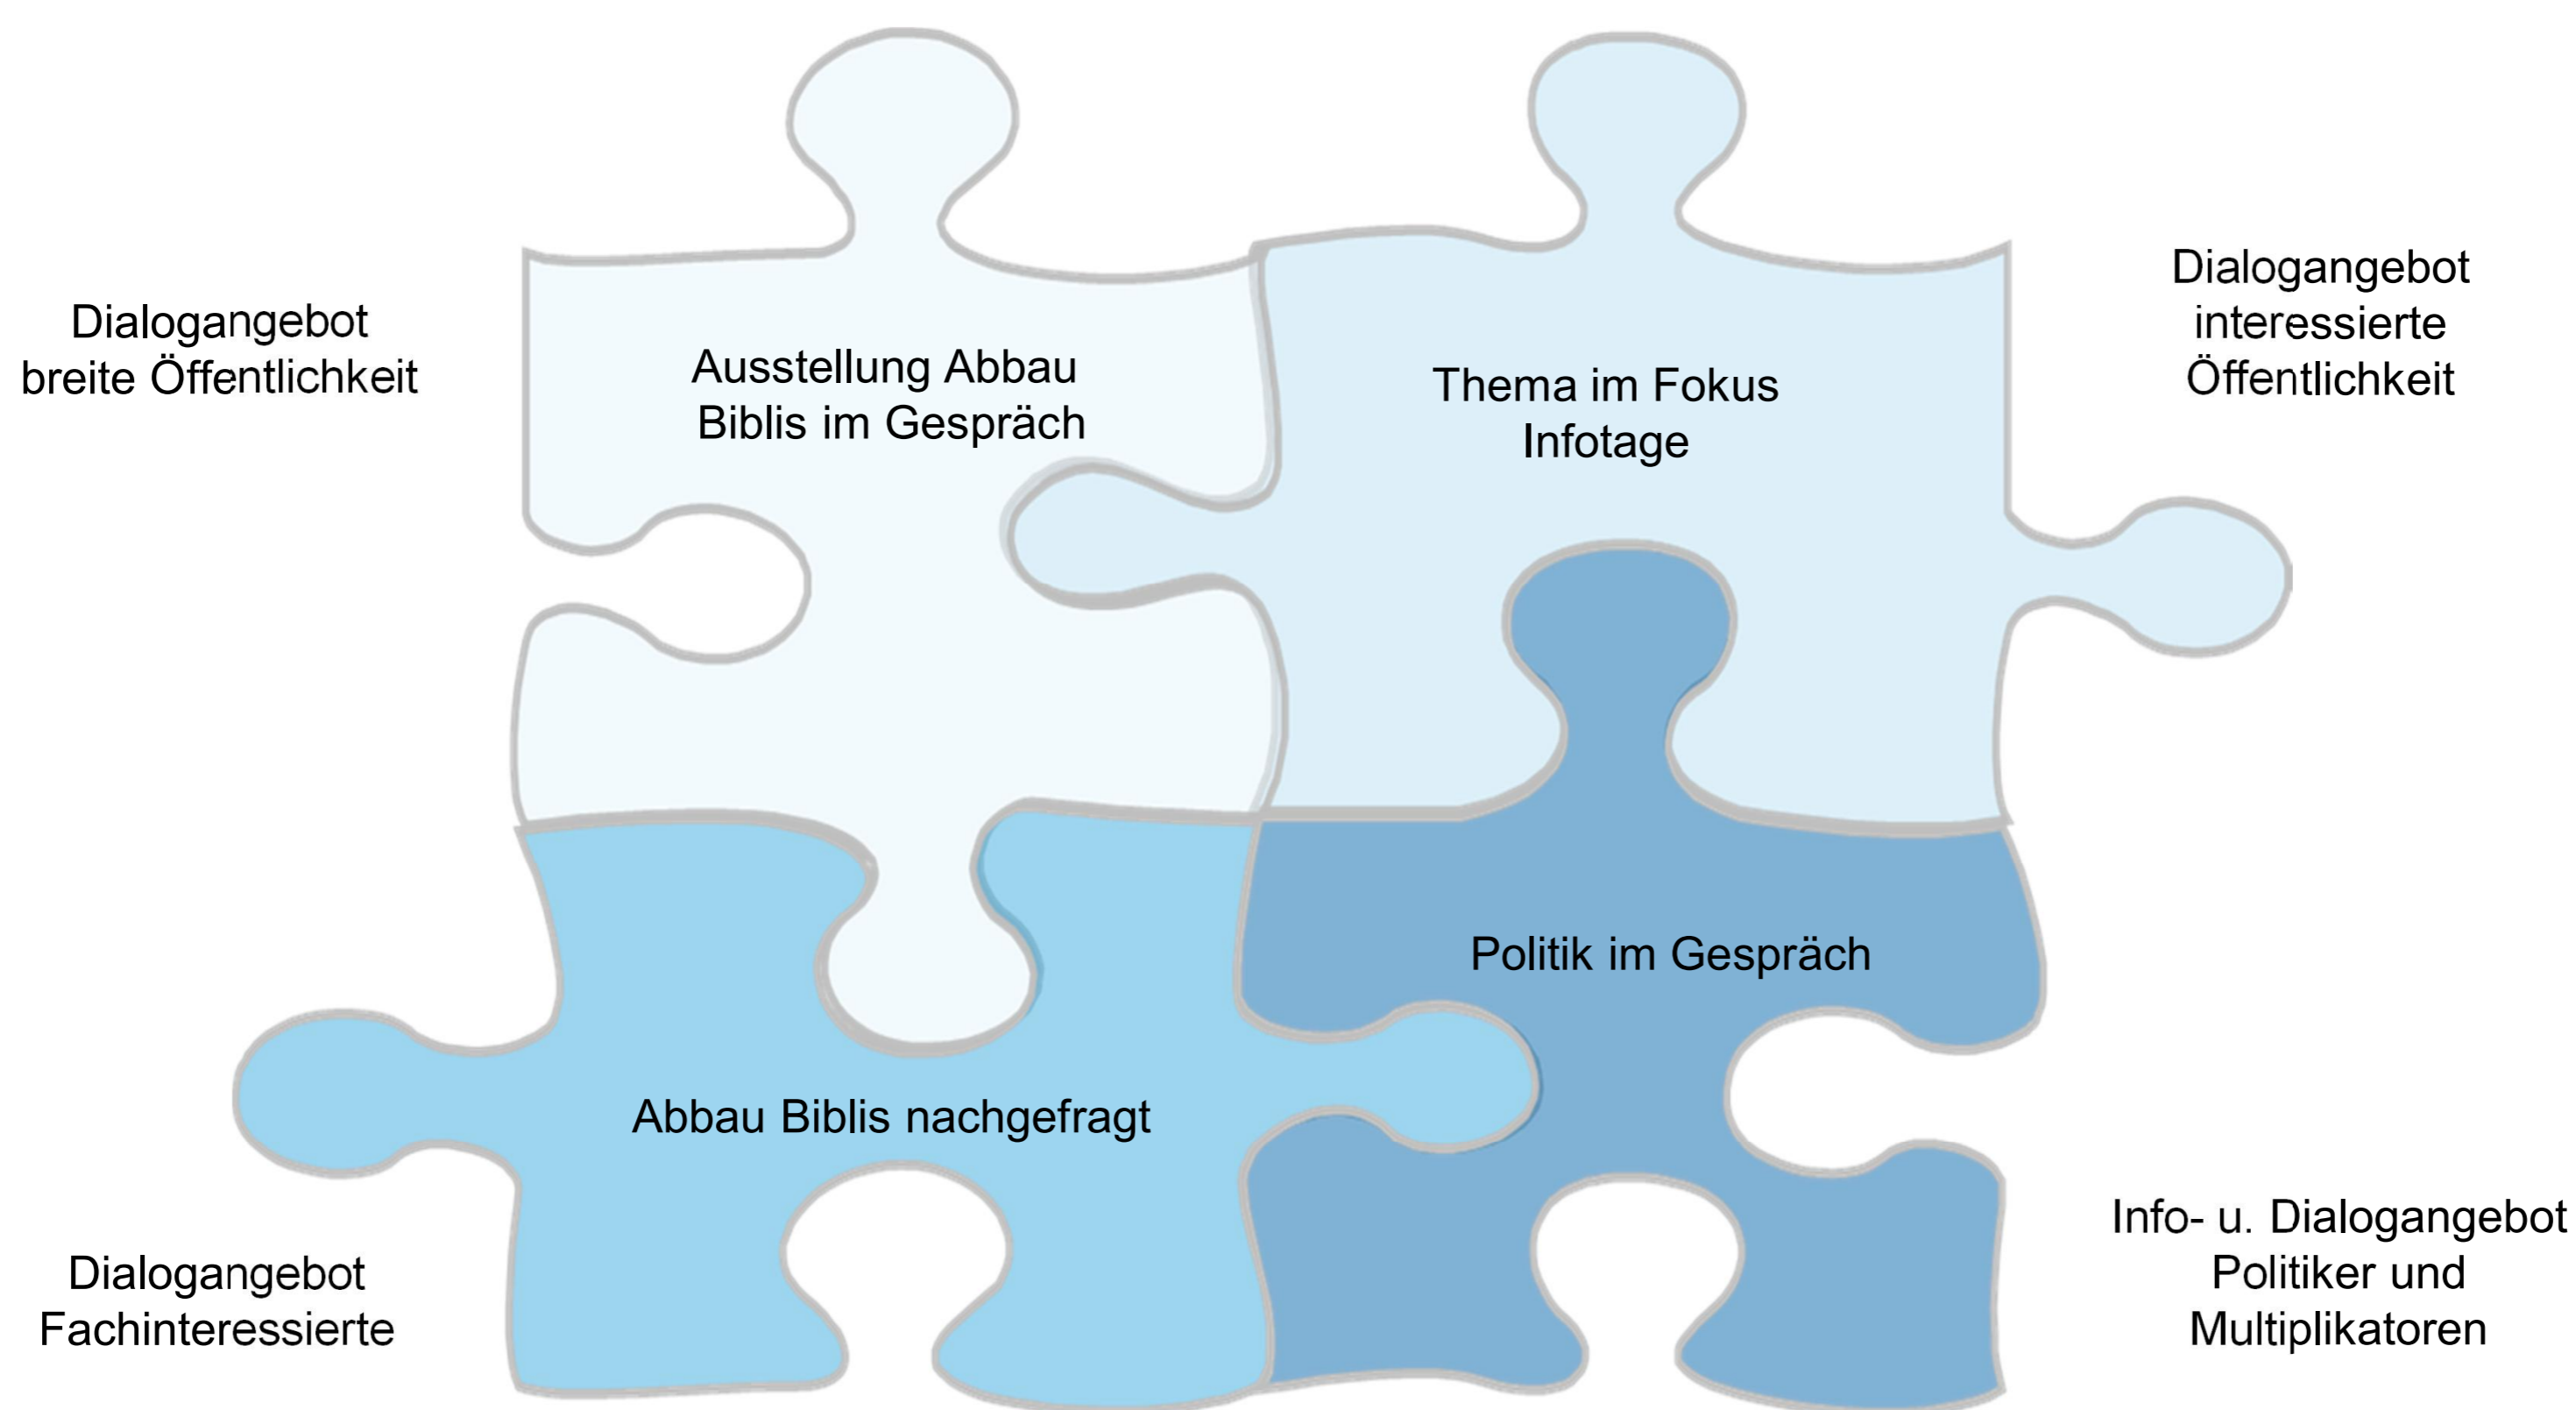 Dialogangebot
breite Öffentlichkeit
Ausstellung Abbau
Biblis im Gespräch
Thema im Fokus
Infotage
Dialogangebot
interessierte
Öffentlichkeit
Abbau Biblis nachgefragt
Politik im Gespräch
Dialogangebot
Fachinteressierte
Info- u. Dialogangebot
Politiker und
Multiplikatoren